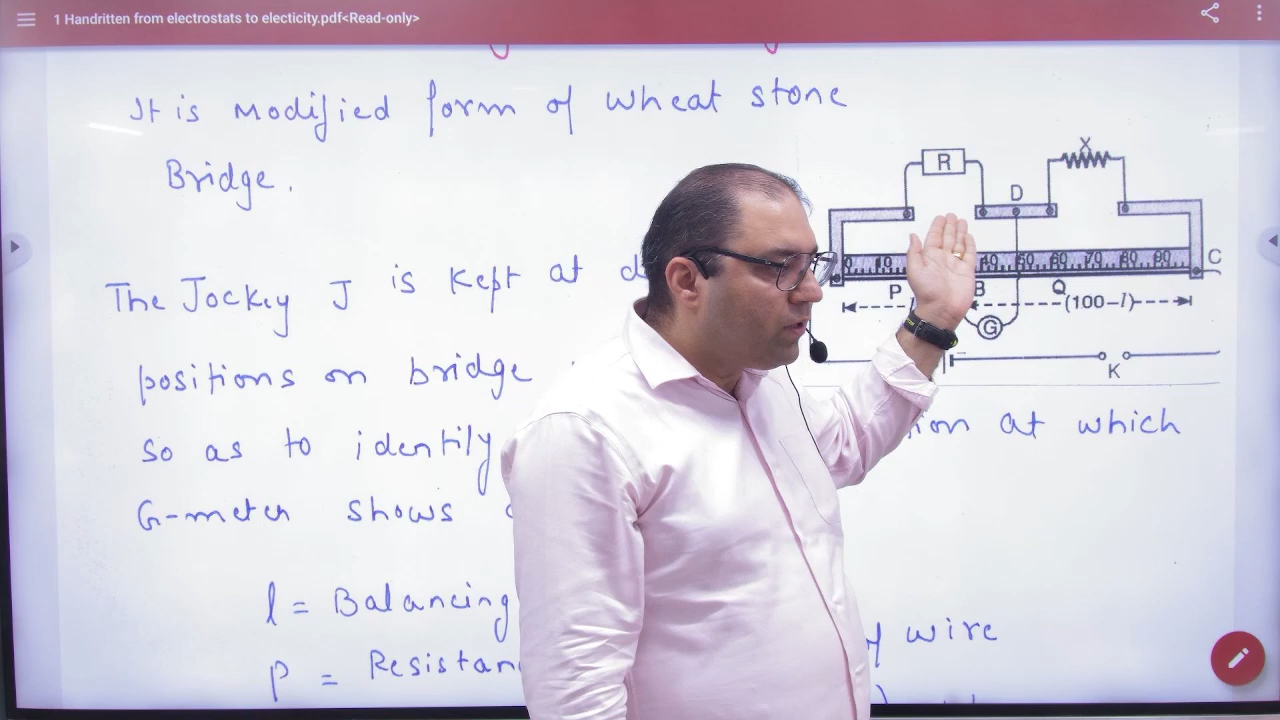 1 Handritten from electrostats to electicity.pdf<Read-only>
It is modified form of wheat stone
Bridge.
R
X
D
The Jockey J is kept at
0 10 40 50 60 70 80 90
C
P B Q
(100-l)
G
positions on bridge
K
so as to identify
at which
G-meter shows
l = Balancing
of wire
P =